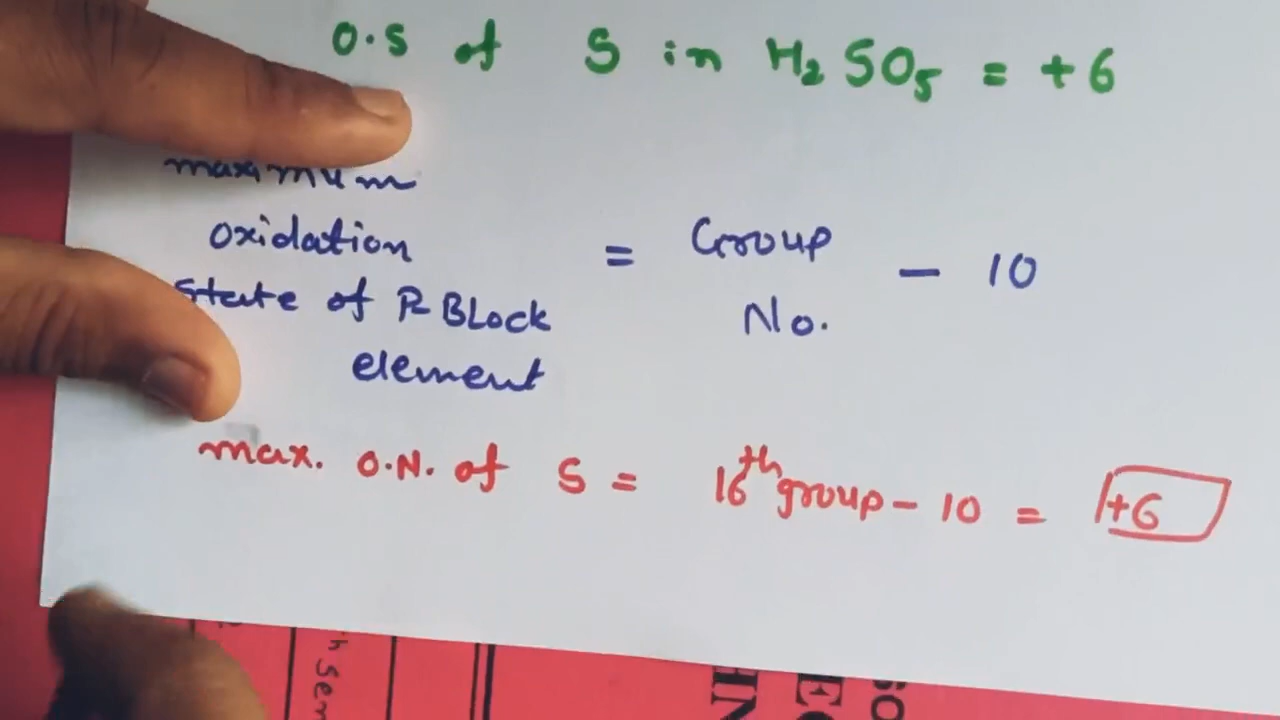 O.S of S in H₂SO₅ = +6
maximum
oxidation
state of P Block
element
= Group
No.
- 10
max. O.N. of S = 16th group - 10 = +6
h Sem